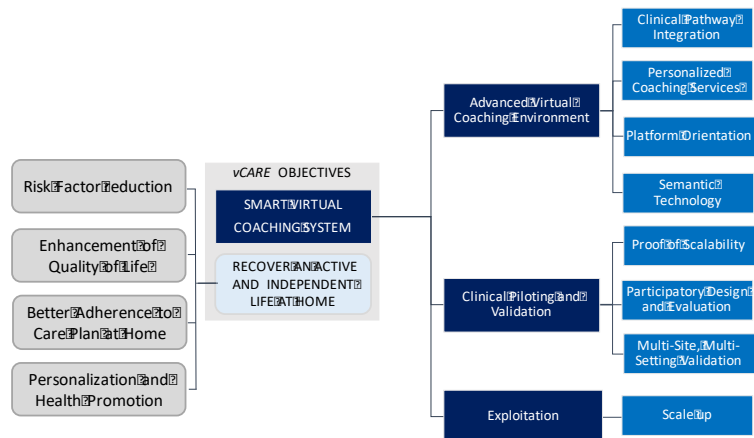 Risk Factor reduction
Enhancement of
Quality of Life
Better Adherence to
Care Plan at Home
Personalization and
Health Promotion
vCARE OBJECTIVES
SMART VIRTUAL
COACHING SYSTEM
RECOVER AN ACTIVE
AND INDEPENDENT
LIFE AT HOME
Advanced Virtual
Coaching Environment
Clinical Piloting and
Validation
Exploitation
Clinical Pathway
Integration
Personalized
Coaching Services
Platform Orientation
Semantic
Technology
Proof of Scalability
Participatory Design
and Evaluation
Multi-Site, Multi-
Setting Validation
Scale up